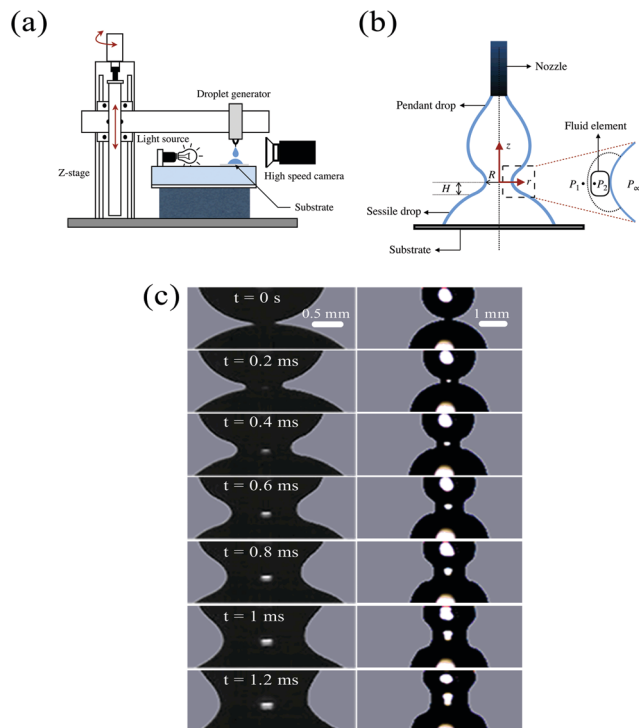 (a)
Droplet generator
Light source
Z-stage
High speed camera
Substrate
(b)
Nozzle
Pendant drop
z
Fluid element
R
r
P1
P2
P∞
H
Sessile drop
Substrate
(c)
t = 0 s
0.5 mm
1 mm
t = 0.2 ms
t = 0.4 ms
t = 0.6 ms
t = 0.8 ms
t = 1 ms
t = 1.2 ms